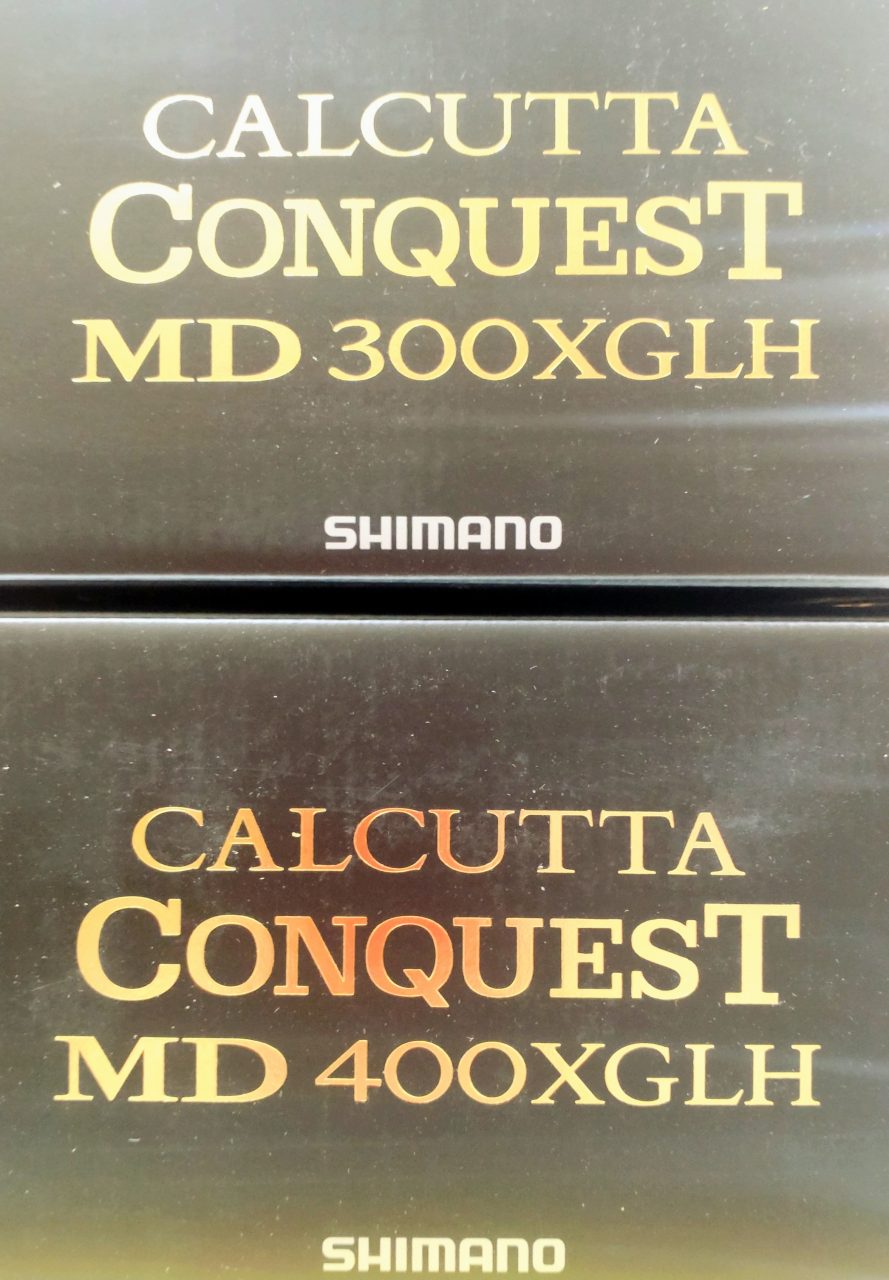 CALCUTTA
CONQUEST
MD 300XGLH
SHIMANO
CALCUTTA
CONQUEST
MD 400XGLH
SHIMANO